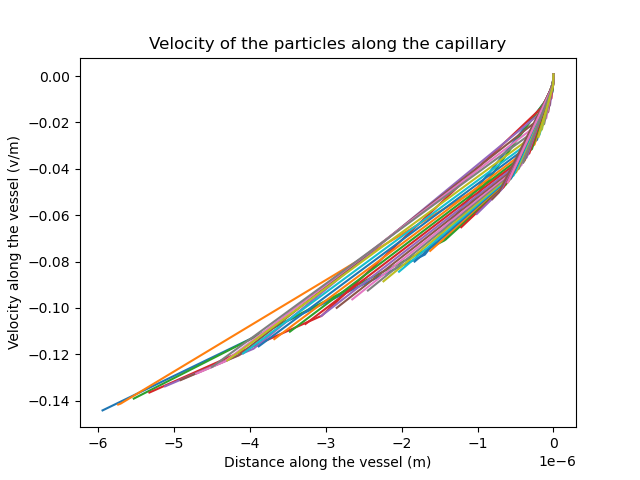 Velocity of the particles along the capillary
Velocity along the vessel (v/m)
0.00
−0.02
−0.04
−0.06
−0.08
−0.10
−0.12
−0.14
−6 −5 −4 −3 −2 −1 0
1e−6
Distance along the vessel (m)